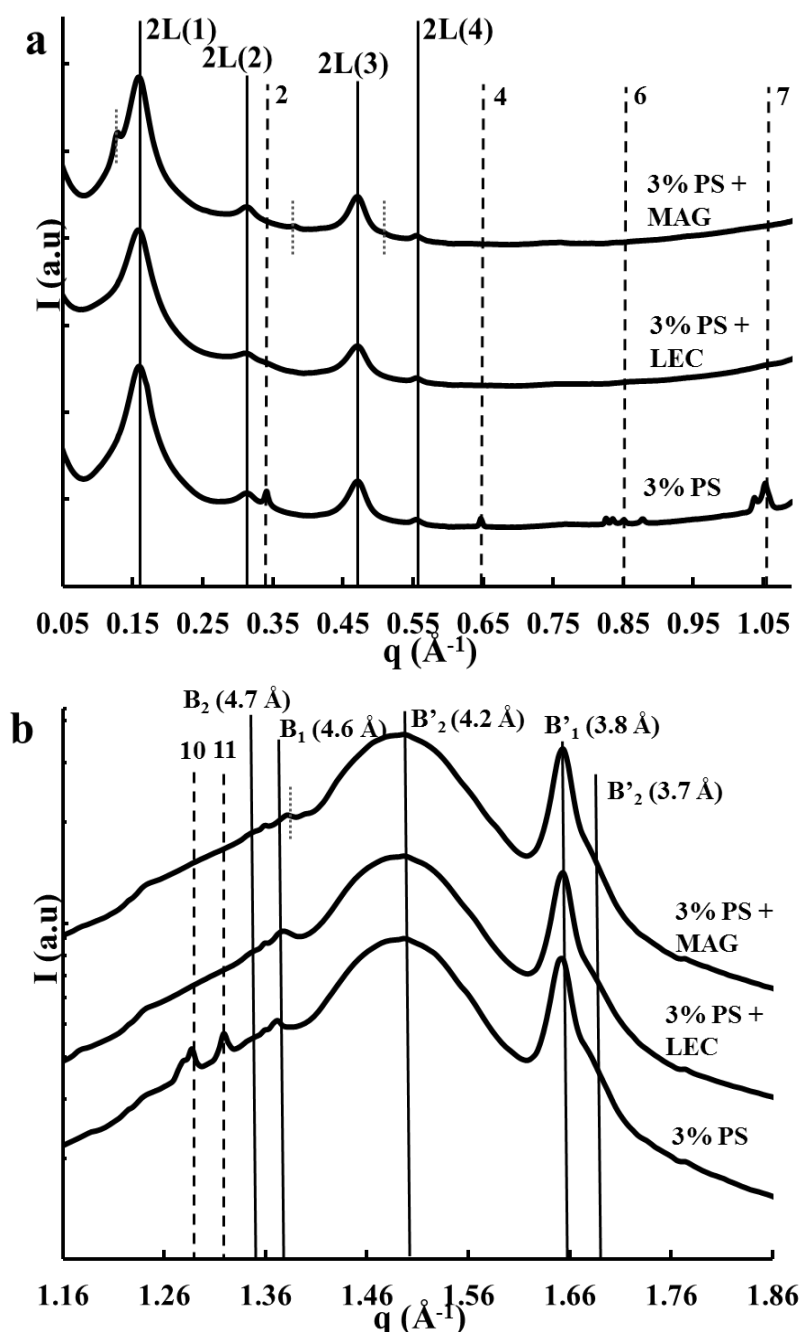 a
2L(1)
2L(2)
2L(3)
2L(4)
2
4
6
7
3% PS +
MAG
3% PS +
LEC
3% PS
I (a.u)
0.05 0.15 0.25 0.35 0.45 0.55 0.65 0.75 0.85 0.95 1.05
q (Å⁻¹)
b
B₂ (4.7 Å)
B₁ (4.6 Å)
B’₂ (4.2 Å)
B’₁ (3.8 Å)
B’₂ (3.7 Å)
10 11
3% PS +
MAG
3% PS +
LEC
3% PS
I (a.u)
1.16 1.26 1.36 1.46 1.56 1.66 1.76 1.86
q (Å⁻¹)